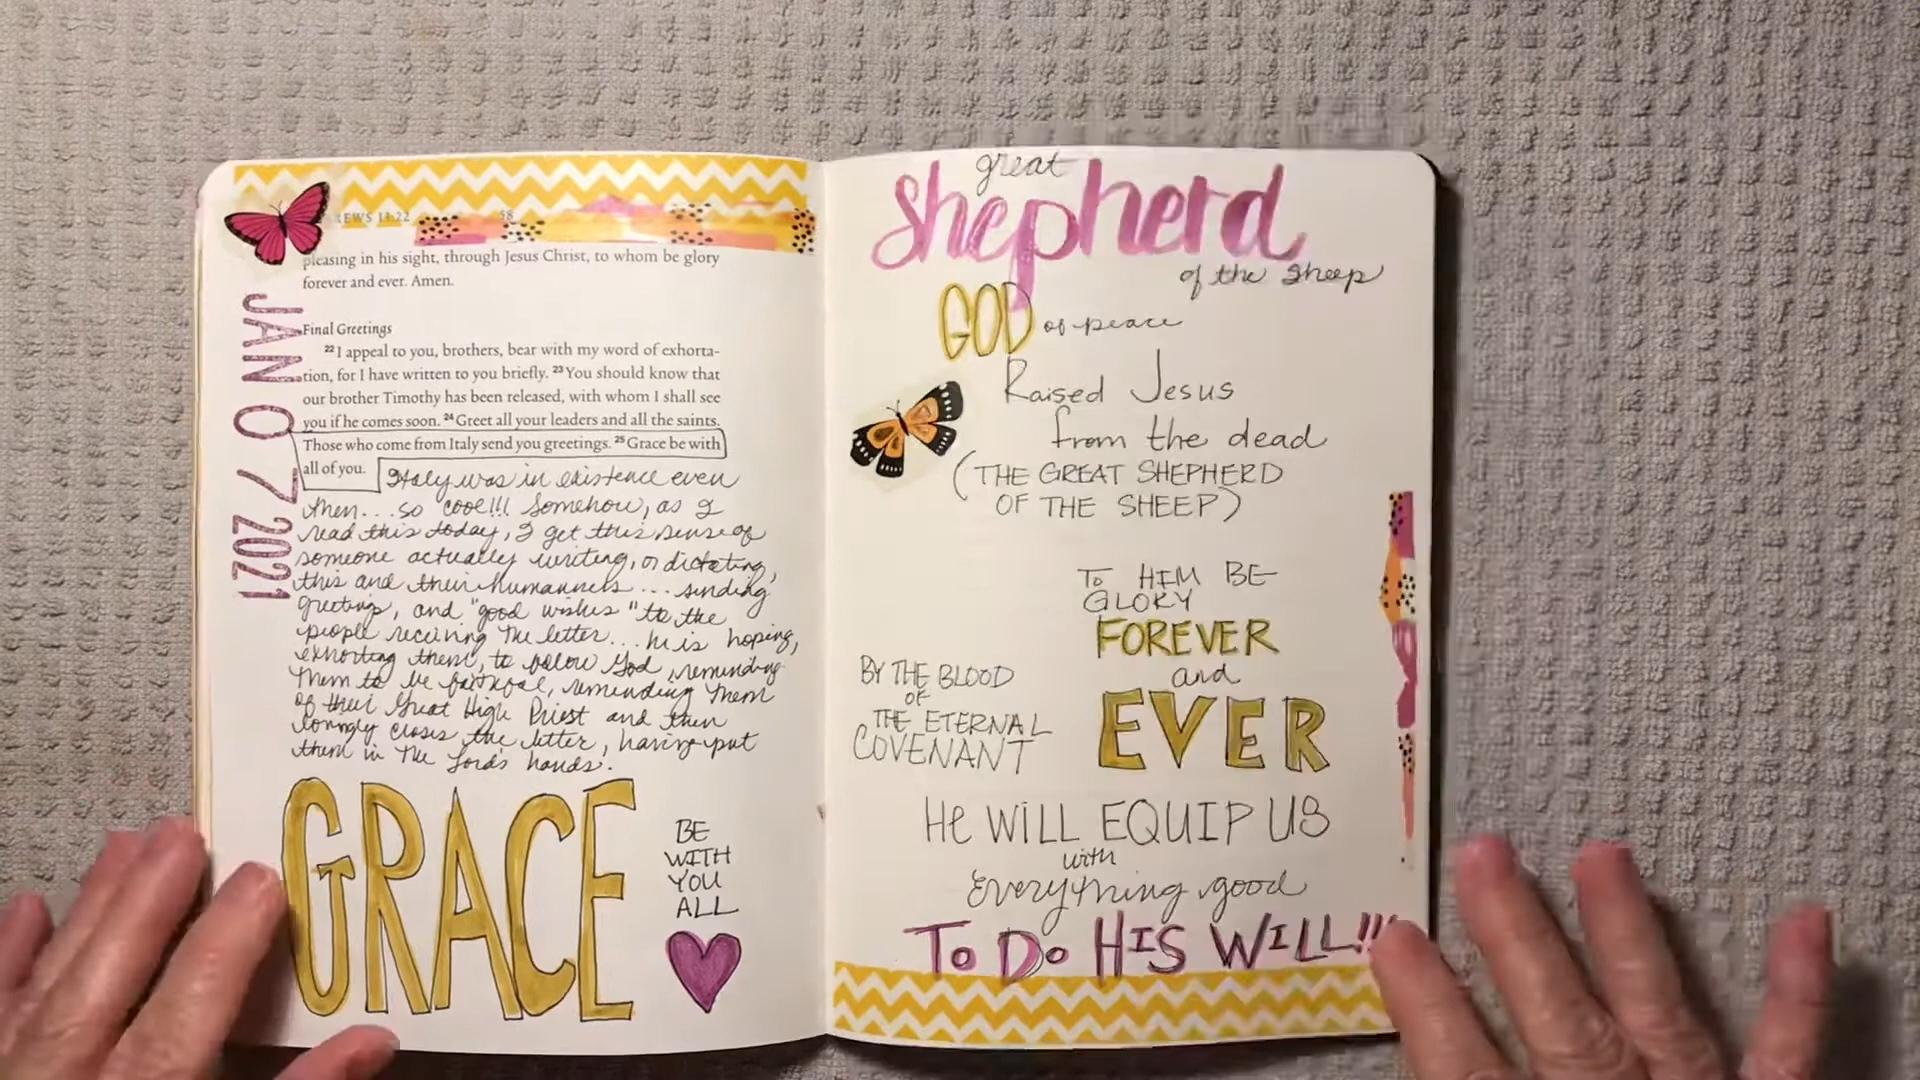 EWS 13:22
58
pleasing in his sight, through Jesus Christ, to whom be glory
forever and ever. Amen.
JAN 07 2021
Final Greetings
22 I appeal to you, brothers, bear with my word of exhorta-
tion, for I have written to you briefly. 23 You should know that
our brother Timothy has been released, with whom I shall see
you if he comes soon. 24 Greet all your leaders and all the saints.
Those who come from Italy send you greetings. 25 Grace be with
all of you.
Italy was in existence even
then... so cool!!! Somehow, as I
read this today, I get this sense of
someone actually writing, or dictating,
this and their humanness... sending
greetings, and "good wishes" to the
people receiving the letter... he is hoping,
exhorting them, to follow God, reminding
them to be faithful, reminding them
of their Great High Priest and then
lovingly closes the letter, having put
them in the Lord's hands.
GRACE
BE
WITH
YOU
ALL
great
Shepherd
of the sheep
GOD of peace
Raised Jesus
from the dead
(THE GREAT SHEPHERD
OF THE SHEEP)
TO HIM BE
GLORY
FOREVER
and
EVER
BY THE BLOOD
OF
THE ETERNAL
COVENANT
HE WILL EQUIP US
with
Everything good
TO DO HIS WILL!!!